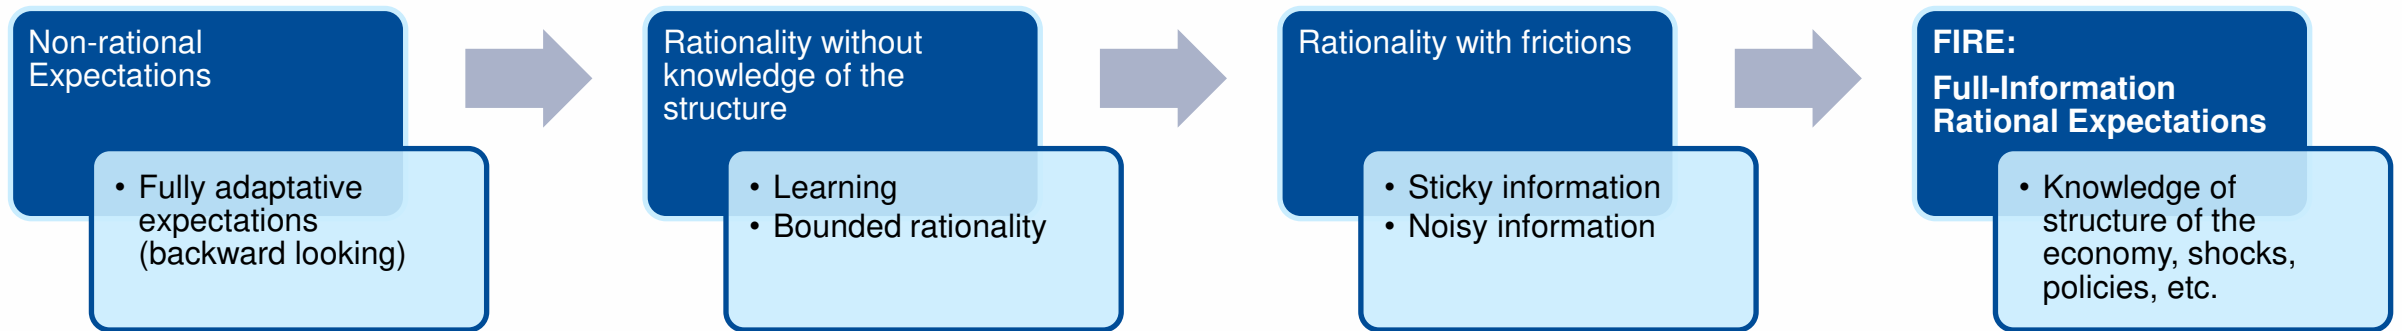 Non-rational
Expectations
• Fully adaptative
expectations
(backward looking)
Rationality without
knowledge of the
structure
• Learning
• Bounded rationality
Rationality with frictions
• Sticky information
• Noisy information
FIRE:
Full-Information
Rational Expectations
• Knowledge of
structure of the
economy, shocks,
policies, etc.